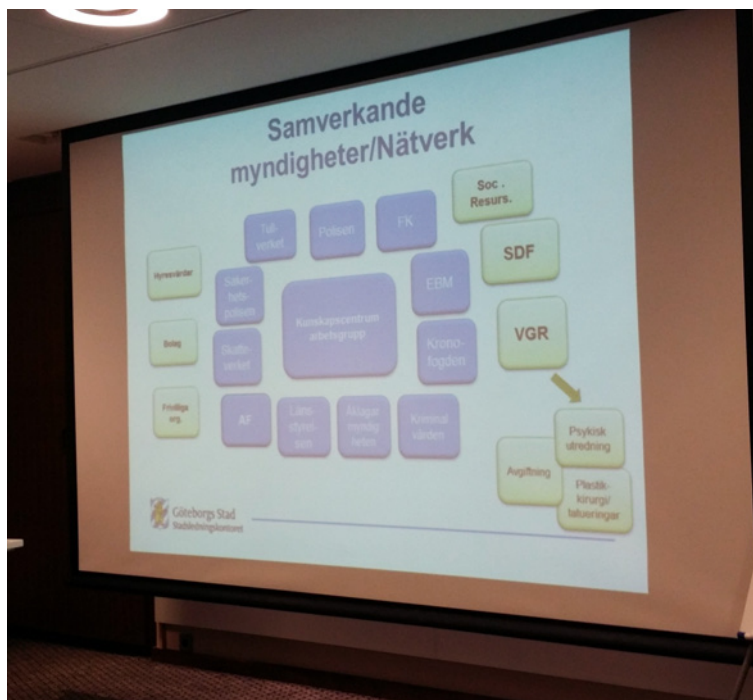 Samverkande
myndigheter/Nätverk
Soc .
Resurs.
Tull-
verket
Polisen
FK
SDF
Hyresvärdar
Säker-
hets-
polisen
EBM
Kunskapscentrum
arbetsgrupp
VGR
Bolag
Skatte-
verket
Krono-
fogden
Frivilliga
org.
AF
Läns-
styrel-
sen
Åklagar
myndig
heten
Kriminal
vården
Psykisk
utredning
Avgiftning
Plastik-
kirurgi/
tatueringar
Göteborgs Stad
Stadsledningskontoret